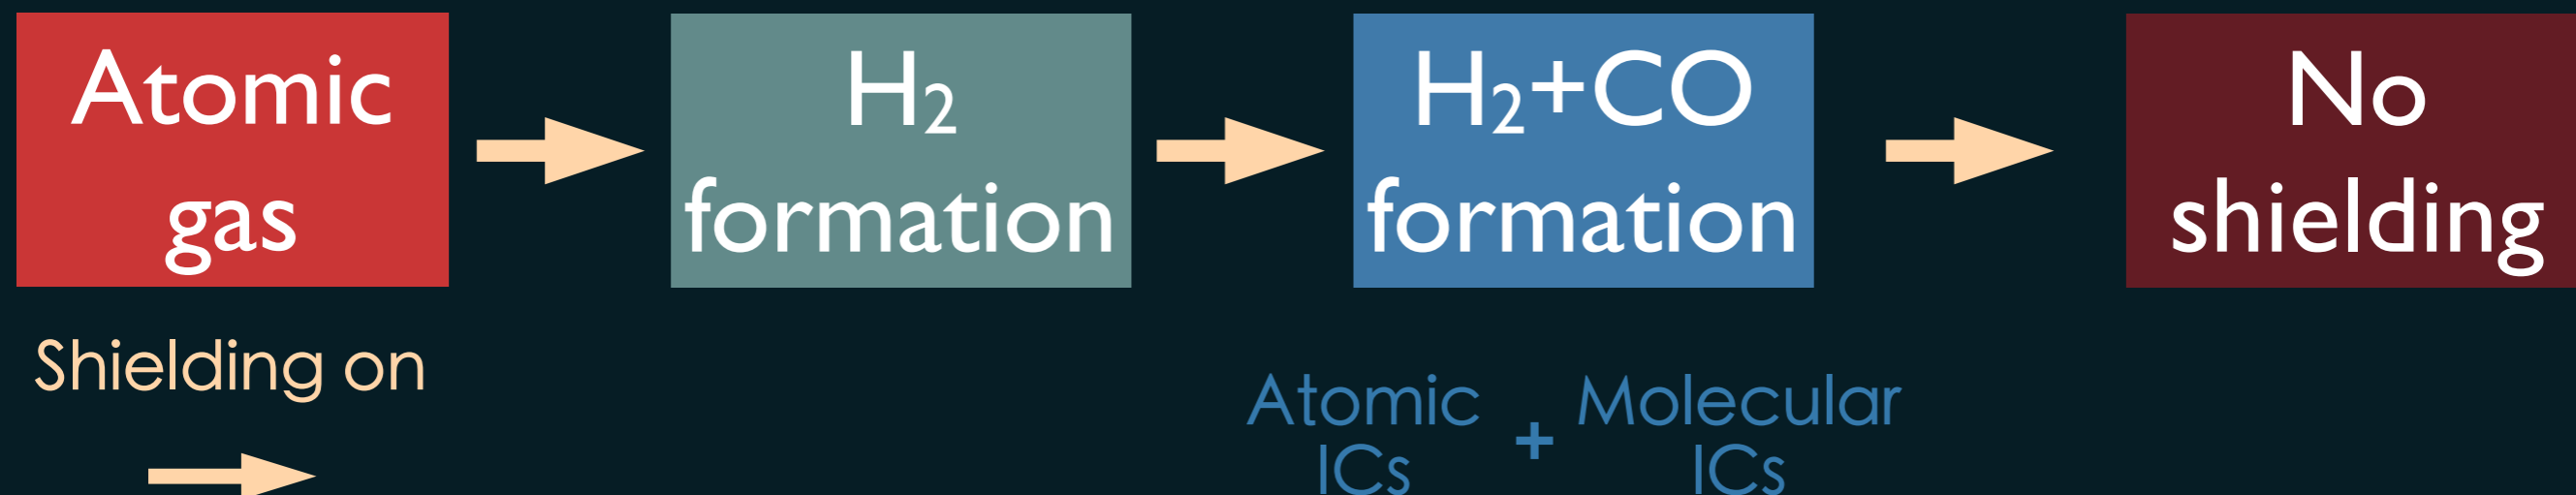 Atomic
gas
H₂
formation
H₂+CO
formation
No
shielding
Shielding on
Atomic
ICs
+
Molecular
ICs